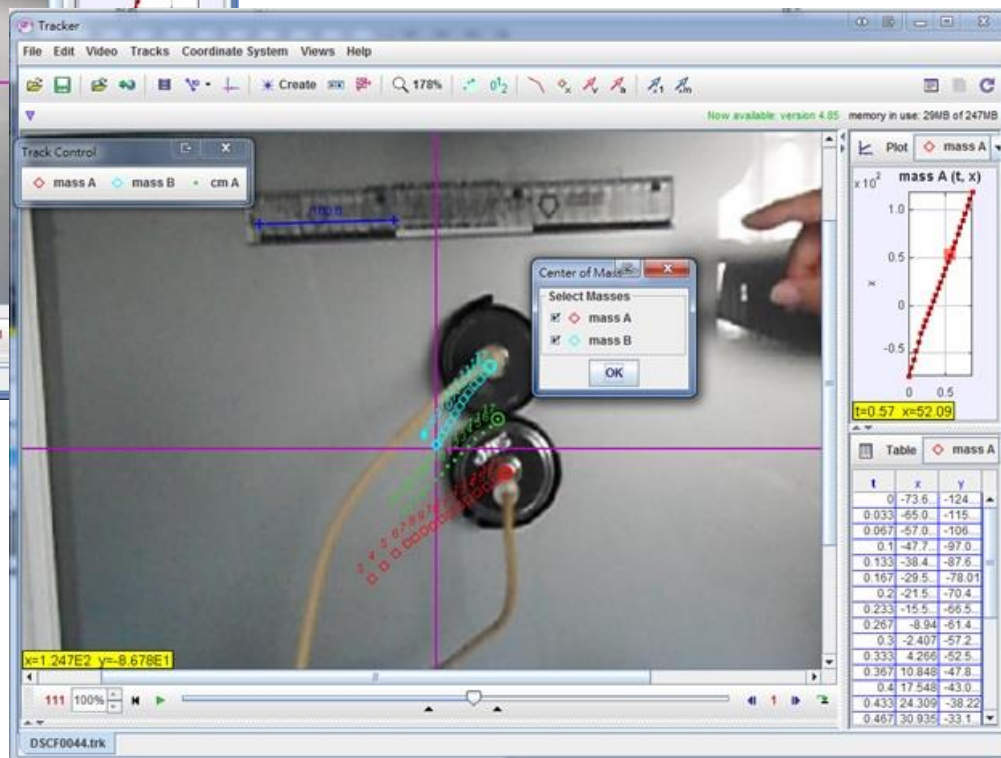 Tracker
File Edit Video Tracks Coordinate System Views Help
Create 178%
Now available: version 4.85 memory in use: 29MB of 247MB
Track Control
mass A mass B cm A
100.0
Center of Mass
Select Masses
mass A
mass B
OK
Plot mass A
mass A (t, x)
x 10²
1.0
0.5
0
-0.5
x
0 0.5
t=0.57 x=52.09
Table mass A
t x y
0 -73.6... -124...
0.033 -65.0... -115...
0.067 -57.0... -106...
0.1 -47.7... -97.0...
0.133 -38.4... -87.6...
0.167 -29.5... -78.01
0.2 -21.5... -70.4...
0.233 -15.5... -66.5...
0.267 -8.94 -61.4...
0.3 -2.407 -57.2...
0.333 4.266 -52.5...
0.367 10.848 -47.8...
0.4 17.548 -43.0...
0.433 24.309 -38.22
0.467 30.935 -33.1...
x=1.247E2 y=-8.678E1
111 100% 1
DSCF0044.trk